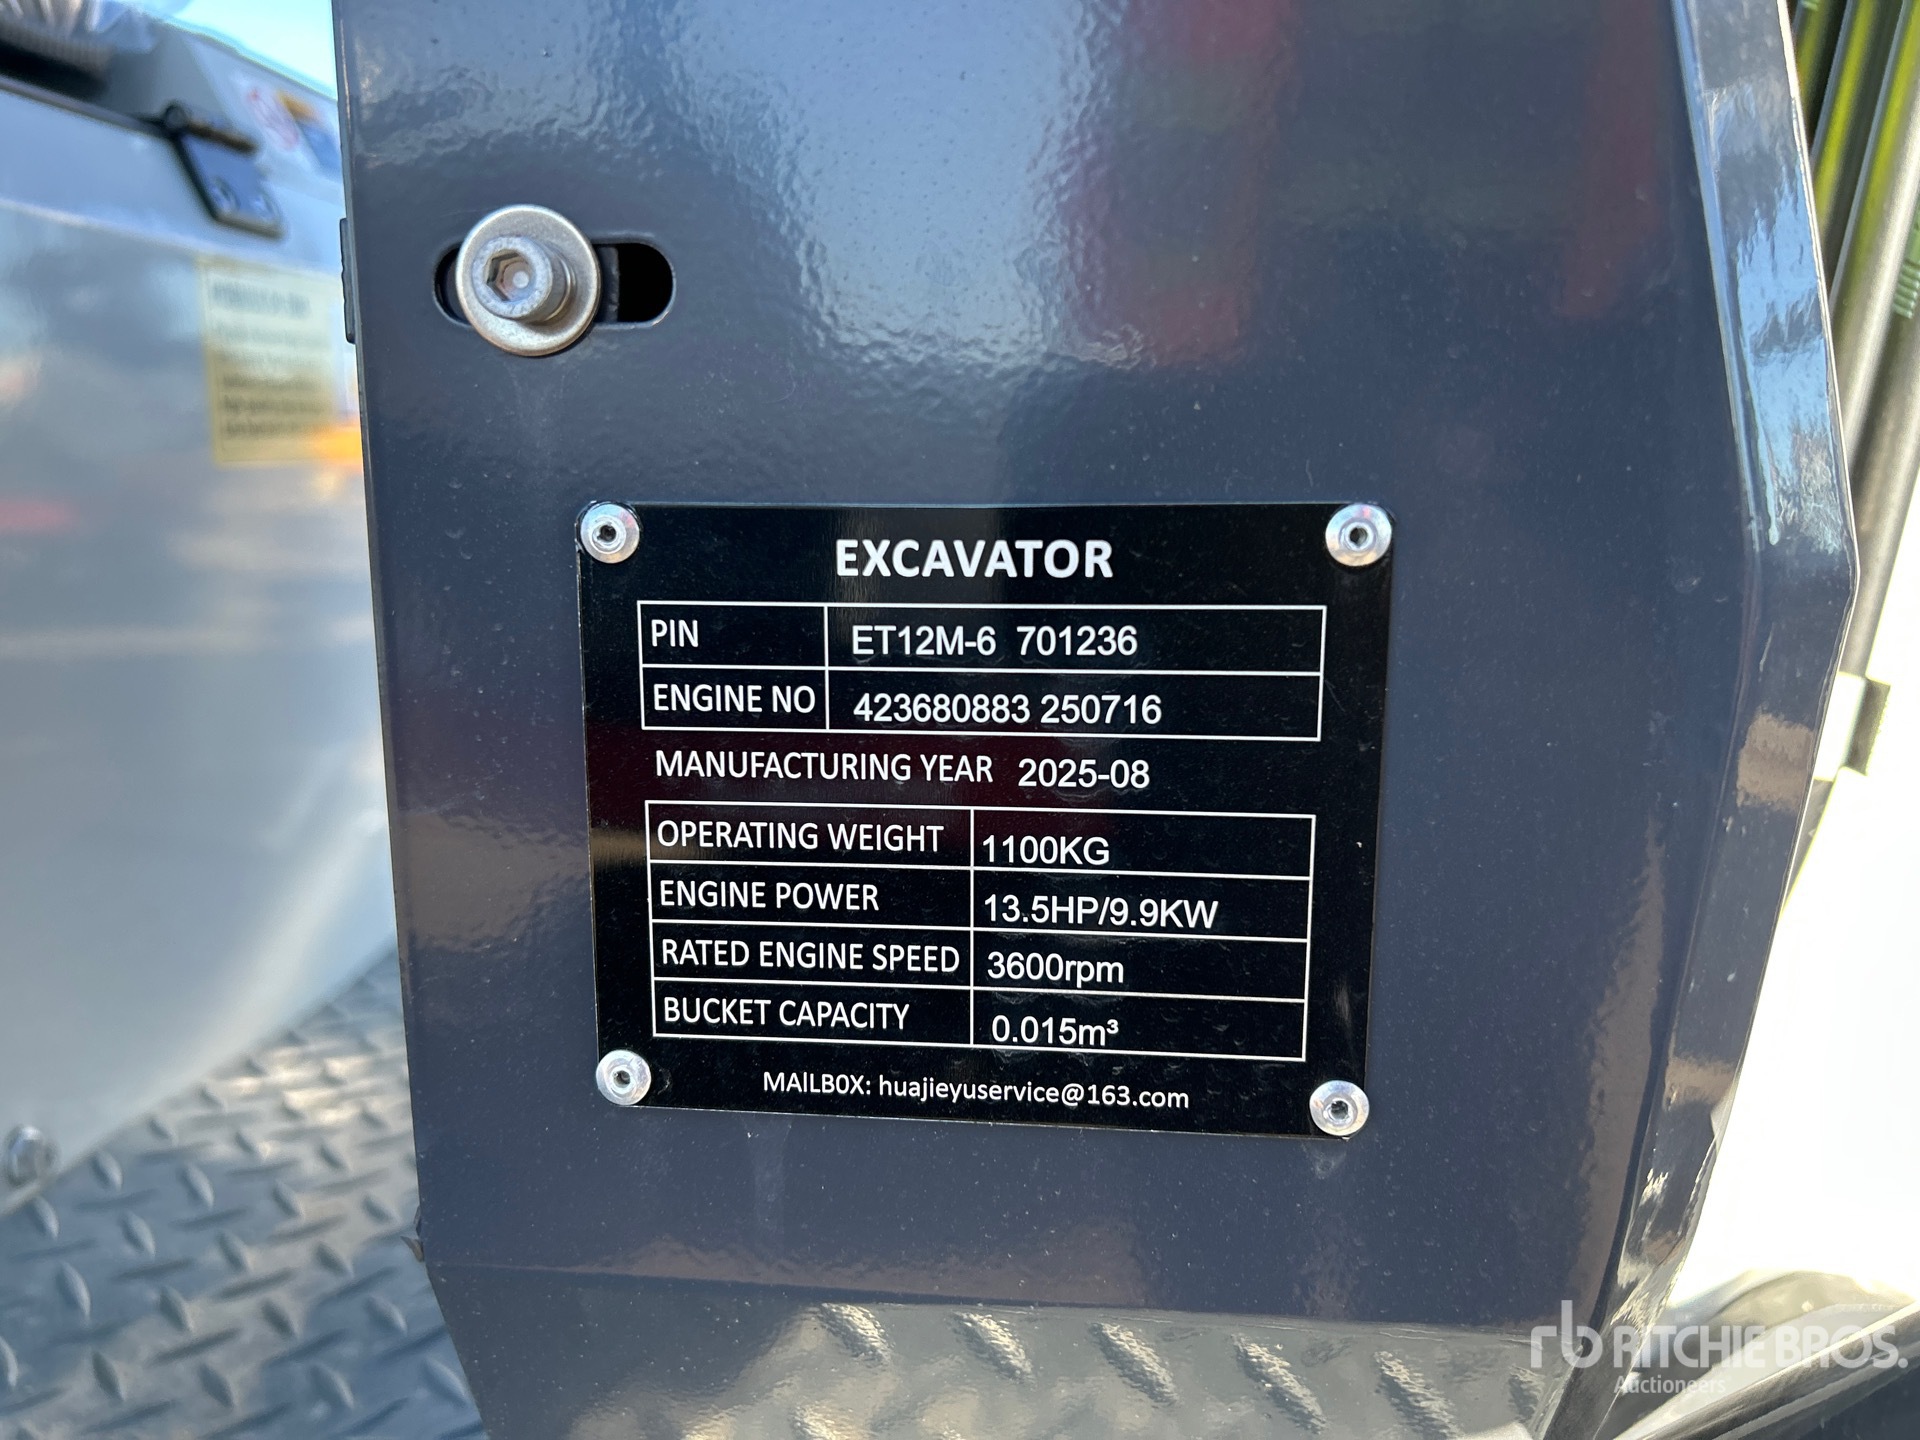 EXCAVATOR
PIN ET12M-6 701236
ENGINE NO 423680883 250716
MANUFACTURING YEAR 2025-08
OPERATING WEIGHT 1100KG
ENGINE POWER 13.5HP/9.9KW
RATED ENGINE SPEED 3600rpm
BUCKET CAPACITY 0.015m³
MAILBOX: huajieyuservice@163.com
rb RITCHIE BROS.
Auctioneers